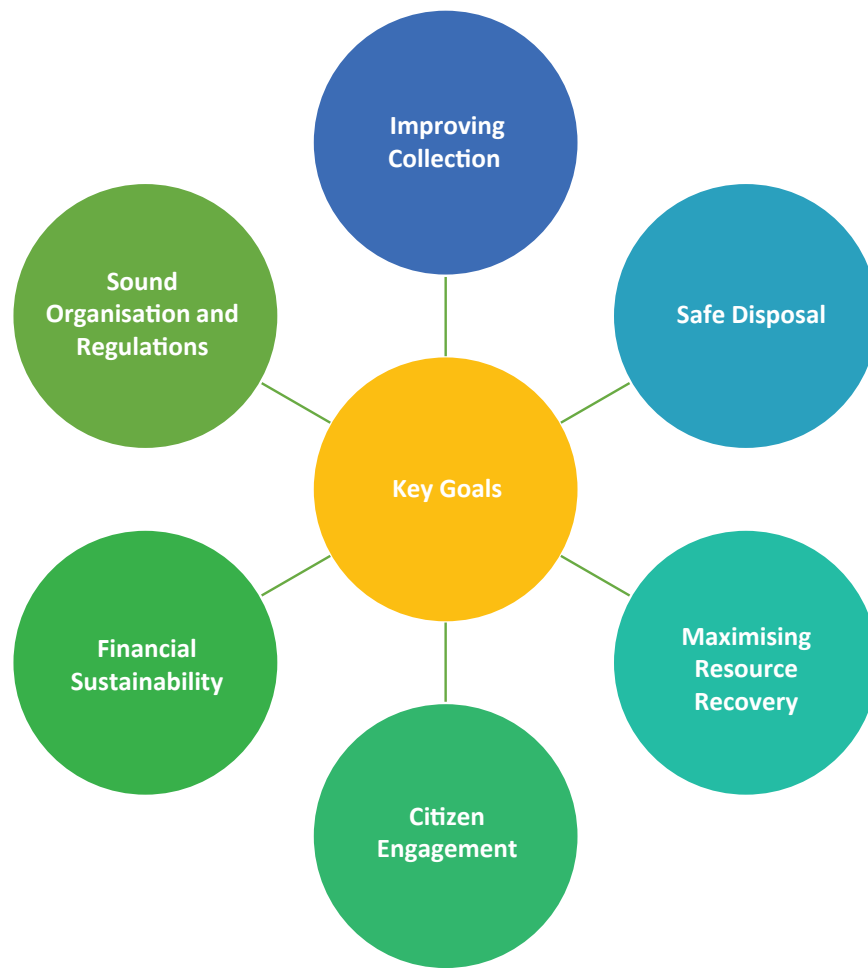 Improving
Collection
Safe Disposal
Maximising
Resource
Recovery
Citizen
Engagement
Financial
Sustainability
Sound
Organisation and
Regulations
Key Goals